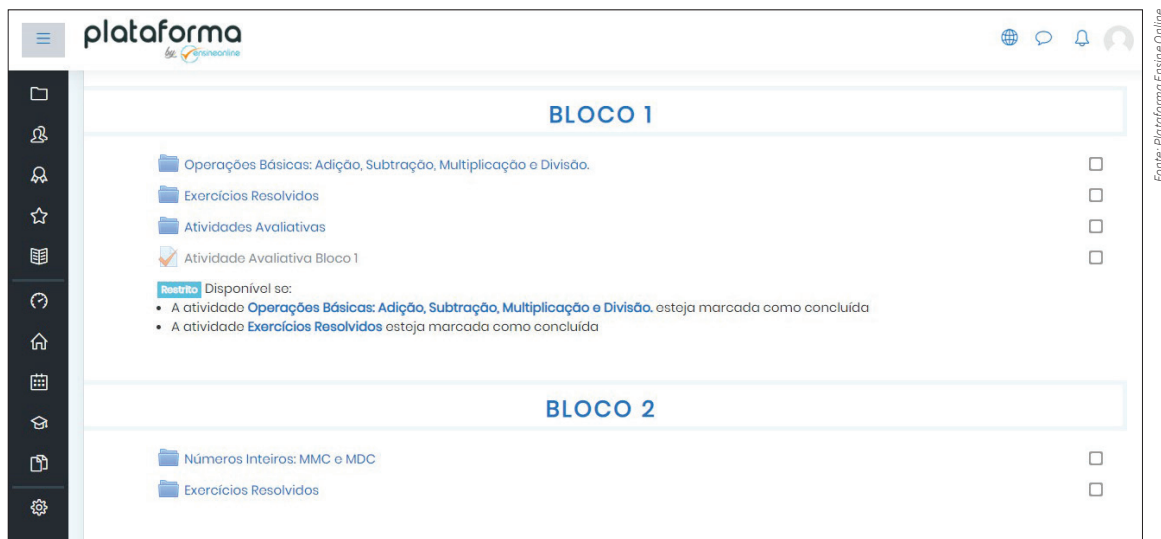 plataforma
by ensineonline
Fonte: Plataforma Ensine Online
BLOCO 1
Operações Básicas: Adição, Subtração, Multiplicação e Divisão.
Exercícios Resolvidos
Atividades Avaliativas
Atividade Avaliativa Bloco 1
Restrito Disponível se:
• A atividade Operações Básicas: Adição, Subtração, Multiplicação e Divisão. esteja marcada como concluída
• A atividade Exercícios Resolvidos esteja marcada como concluída
BLOCO 2
Números Inteiros: MMC e MDC
Exercícios Resolvidos